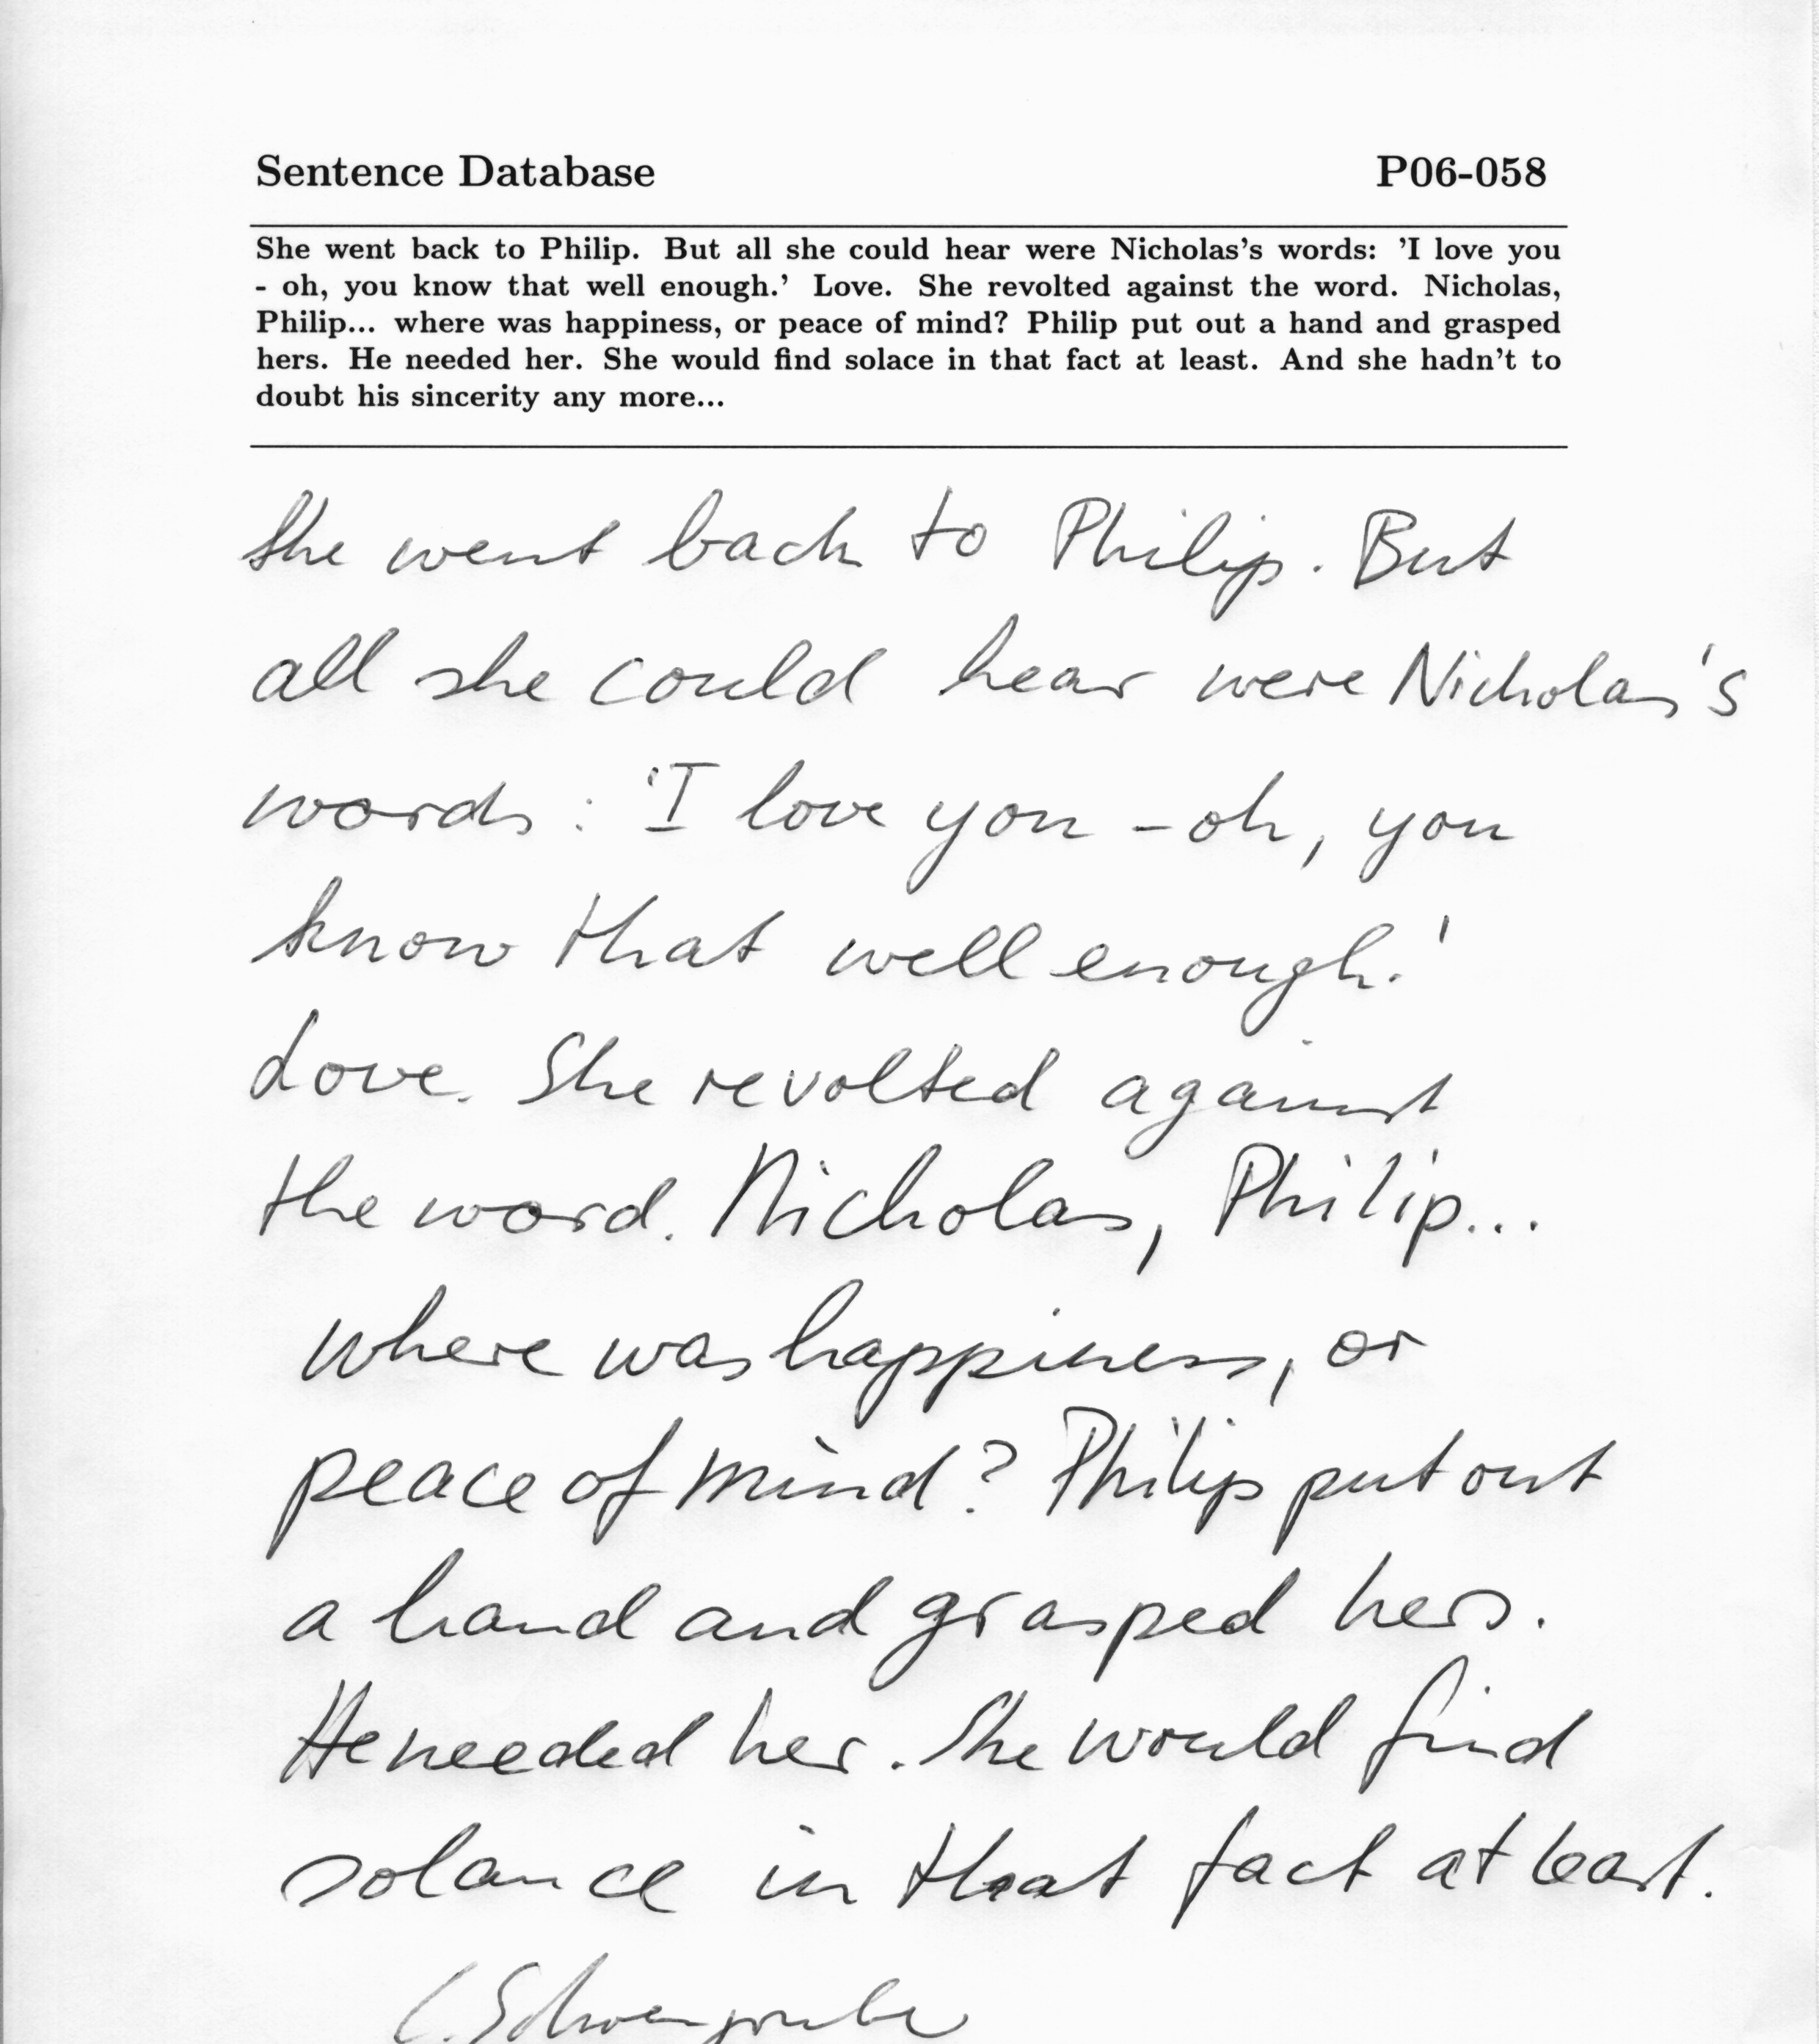 Sentence Database P06-058
She went back to Philip. But all she could hear were Nicholas's words: 'I love you
- oh, you know that well enough.' Love. She revolted against the word. Nicholas,
Philip... where was happiness, or peace of mind? Philip put out a hand and grasped
hers. He needed her. She would find solace in that fact at least. And she hadn't to
doubt his sincerity any more...
She went back to Philip. But
all she could hear were Nicholas's
words: 'I love you - oh, you
know that well enough.'
Love. She revolted against
the word. Nicholas, Philip...
where was happiness, or
peace of mind? Philip put out
a hand and grasped hers.
He needed her. She would find
solance in that fact at least.